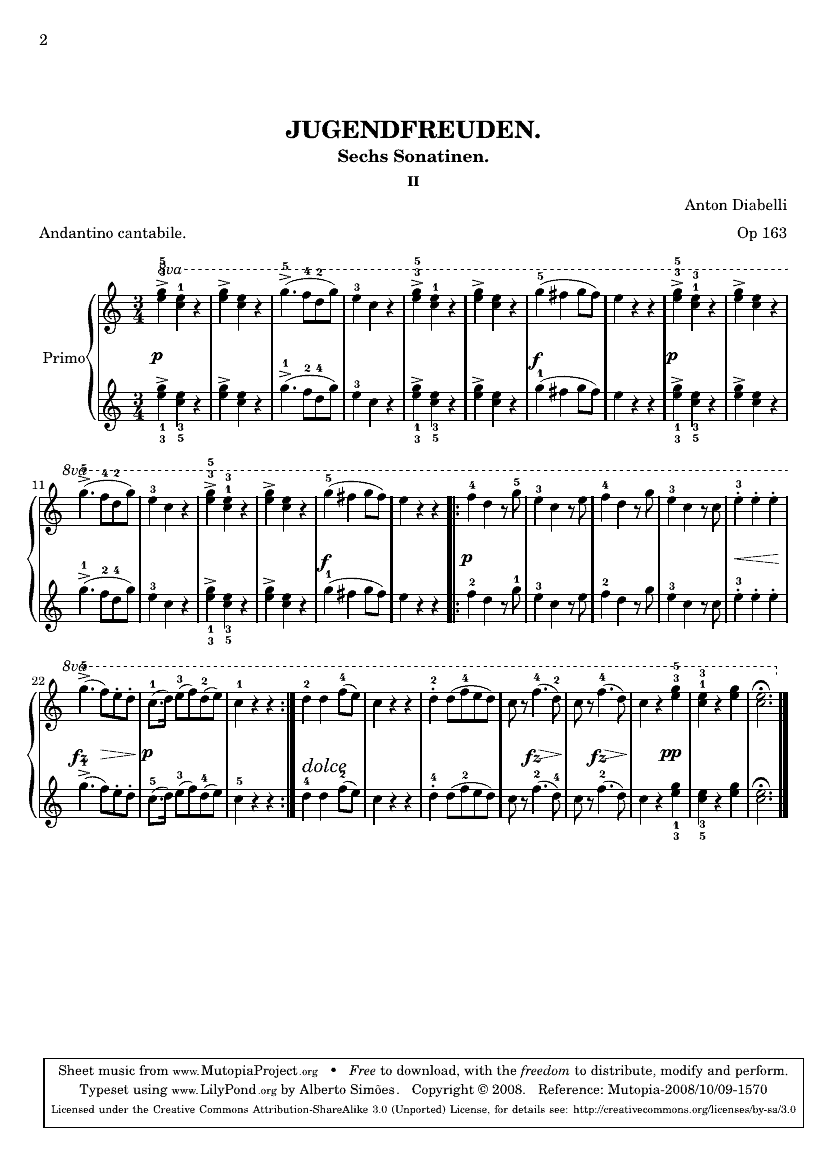 2
JUGENDFREUDEN.
Sechs Sonatinen.
II
Anton Diabelli
Andantino cantabile.
Op 163
8va
Primo
p
f
p
11
8va
f
p
22
8va
fz
p
dolce
fz
fz
pp
Sheet music from www.MutopiaProject.org • Free to download, with the freedom to distribute, modify and perform.
Typeset using www.LilyPond.org by Alberto Simões. Copyright © 2008. Reference: Mutopia-2008/10/09-1570
Licensed under the Creative Commons Attribution-ShareAlike 3.0 (Unported) License, for details see: http://creativecommons.org/licenses/by-sa/3.0